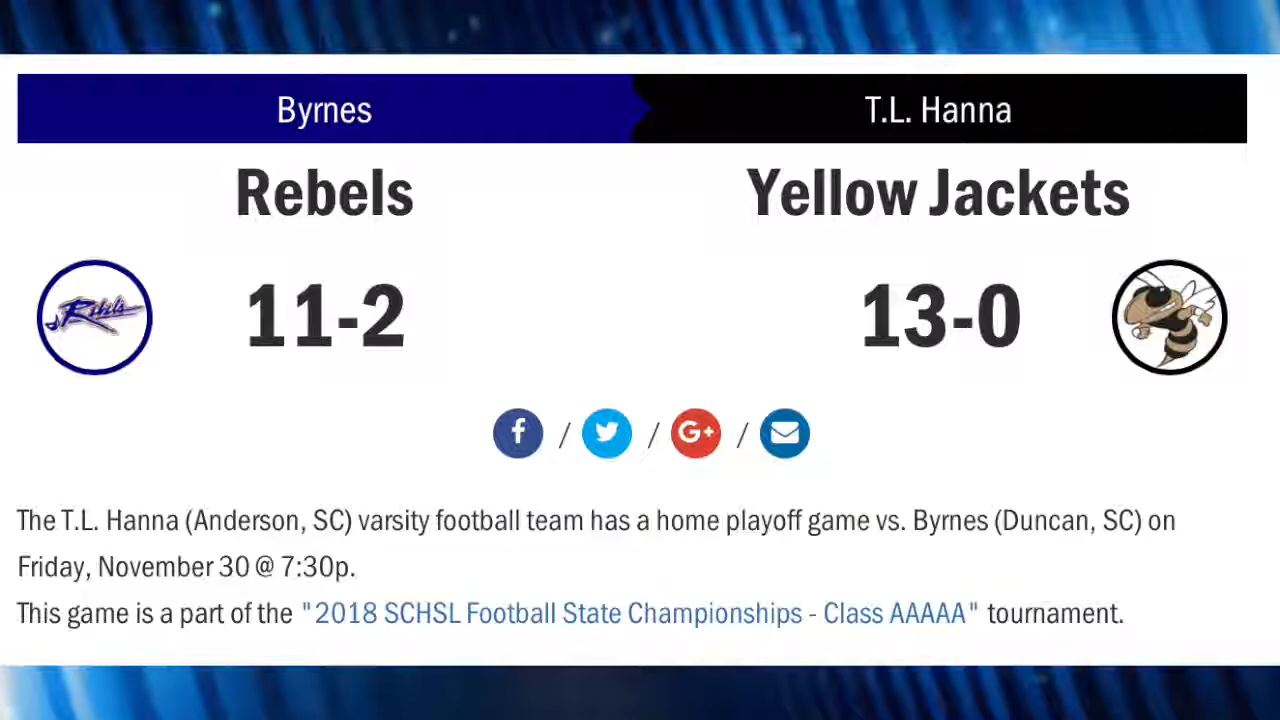 Byrnes
T.L. Hanna
Rebels
Yellow Jackets
Rebels
11-2
13-0
f / / G+ /
The T.L. Hanna (Anderson, SC) varsity football team has a home playoff game vs. Byrnes (Duncan, SC) on
Friday, November 30 @ 7:30p.
This game is a part of the "2018 SCHSL Football State Championships - Class AAAAA" tournament.